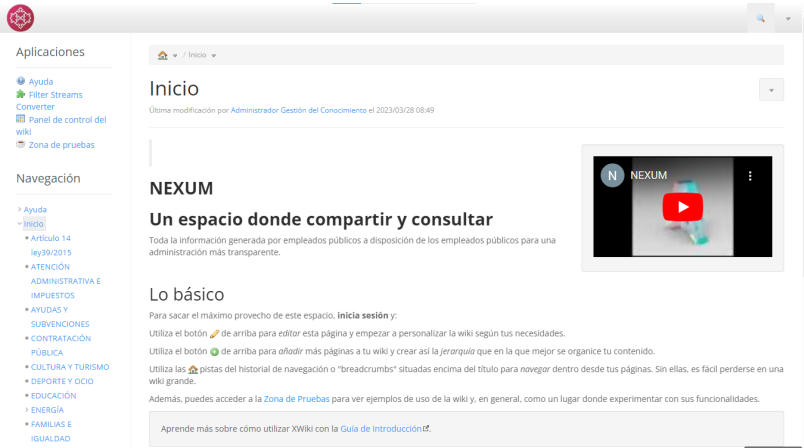 Aplicaciones
Ayuda
Filter Streams
Converter
Panel de control del
wiki
Zona de pruebas
Navegación
Ayuda
Inicio
Artículo 14
ley39/2015
ATENCIÓN
ADMINISTRATIVA E
IMPUESTOS
AYUDAS Y
SUBVENCIONES
CONTRATACIÓN
PÚBLICA
CULTURA Y TURISMO
DEPORTE Y OCIO
EDUCACIÓN
ENERGÍA
FAMILIAS E
IGUALDAD
/ Inicio
Inicio
Última modificación por Administrador Gestión del Conocimiento el 2023/03/28 08:49
NEXUM
Un espacio donde compartir y consultar
Toda la información generada por empleados públicos a disposición de los empleados públicos para una
administración más transparente.
N NEXUM
Lo básico
Para sacar el máximo provecho de este espacio, inicia sesión y:
Utiliza el botón de arriba para editar esta página y empezar a personalizar la wiki según tus necesidades.
Utiliza el botón de arriba para añadir más páginas a tu wiki y crear así la jerarquía que en la que mejor se organice tu contenido.
Utiliza las pistas del historial de navegación o "breadcrumbs" situadas encima del título para navegar dentro desde tus páginas. Sin ellas, es fácil perderse en una
wiki grande.
Además, puedes acceder a la Zona de Pruebas para ver ejemplos de uso de la wiki y, en general, como un lugar donde experimentar con sus funcionalidades.
Aprende más sobre cómo utilizar XWiki con la Guía de Introducción.